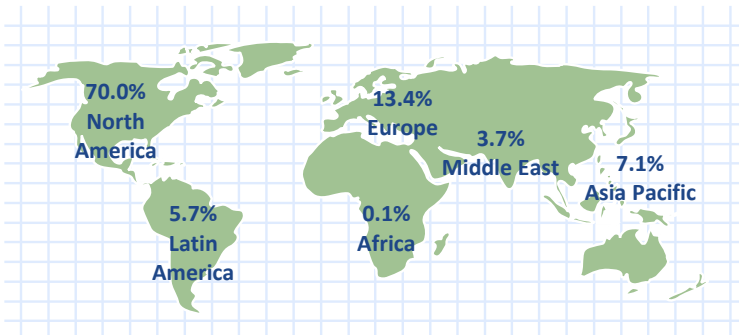 70.0%
North
America
13.4%
Europe
3.7%
Middle East
7.1%
Asia Pacific
5.7%
Latin
America
0.1%
Africa